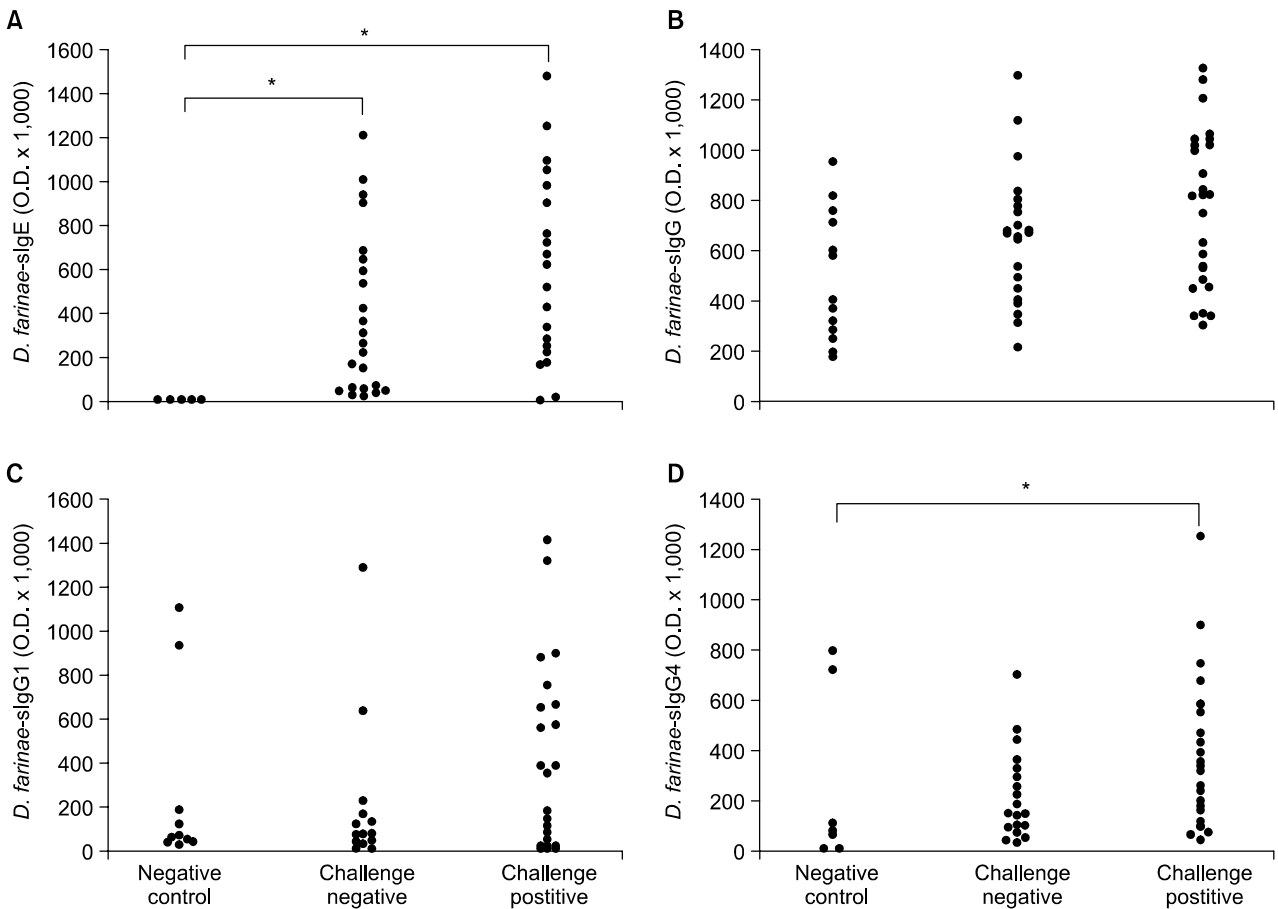 A
D. farinae-sIgE (O.D. x 1,000)
1600
1400
1200
1000
800
600
400
200
0
*
*
B
D. farinae-sIgG (O.D. x 1,000)
1400
1200
1000
800
600
400
200
0
C
D. farinae-sIgG1 (O.D. x 1,000)
1600
1400
1200
1000
800
600
400
200
0
Negative
control
Challenge
negative
Challenge
postitive
D
D. farinae-sIgG4 (O.D. x 1,000)
1400
1200
1000
800
600
400
200
0
*
Negative
control
Challenge
negative
Challenge
postitive